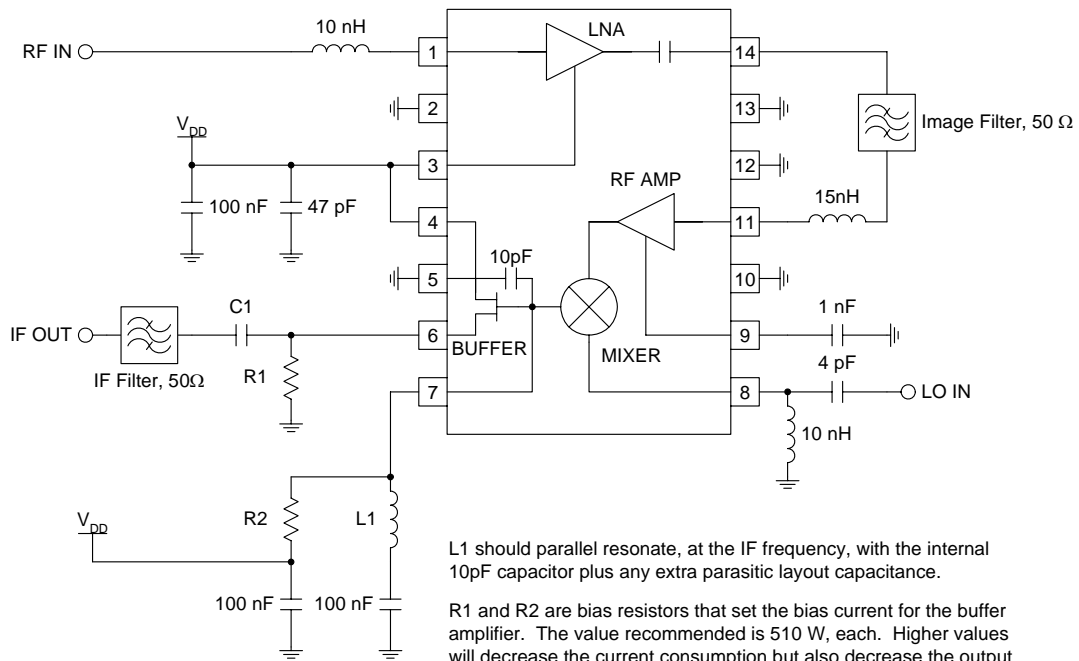 10 nH
LNA
RF IN
1
14
2
13
Image Filter, 50 Ω
VDD
3
12
RF AMP
100 nF
47 pF
4
15nH
11
10pF
5
10
C1
1 nF
IF OUT
6
9
BUFFER
MIXER
IF Filter, 50Ω
R1
4 pF
7
8
LO IN
10 nH
R2
L1
VDD
100 nF
100 nF
L1 should parallel resonate, at the IF frequency, with the internal
10pF capacitor plus any extra parasitic layout capacitance.
R1 and R2 are bias resistors that set the bias current for the buffer
amplifier. The value recommended is 510 W, each. Higher values
will decrease the current consumption but also decrease the output